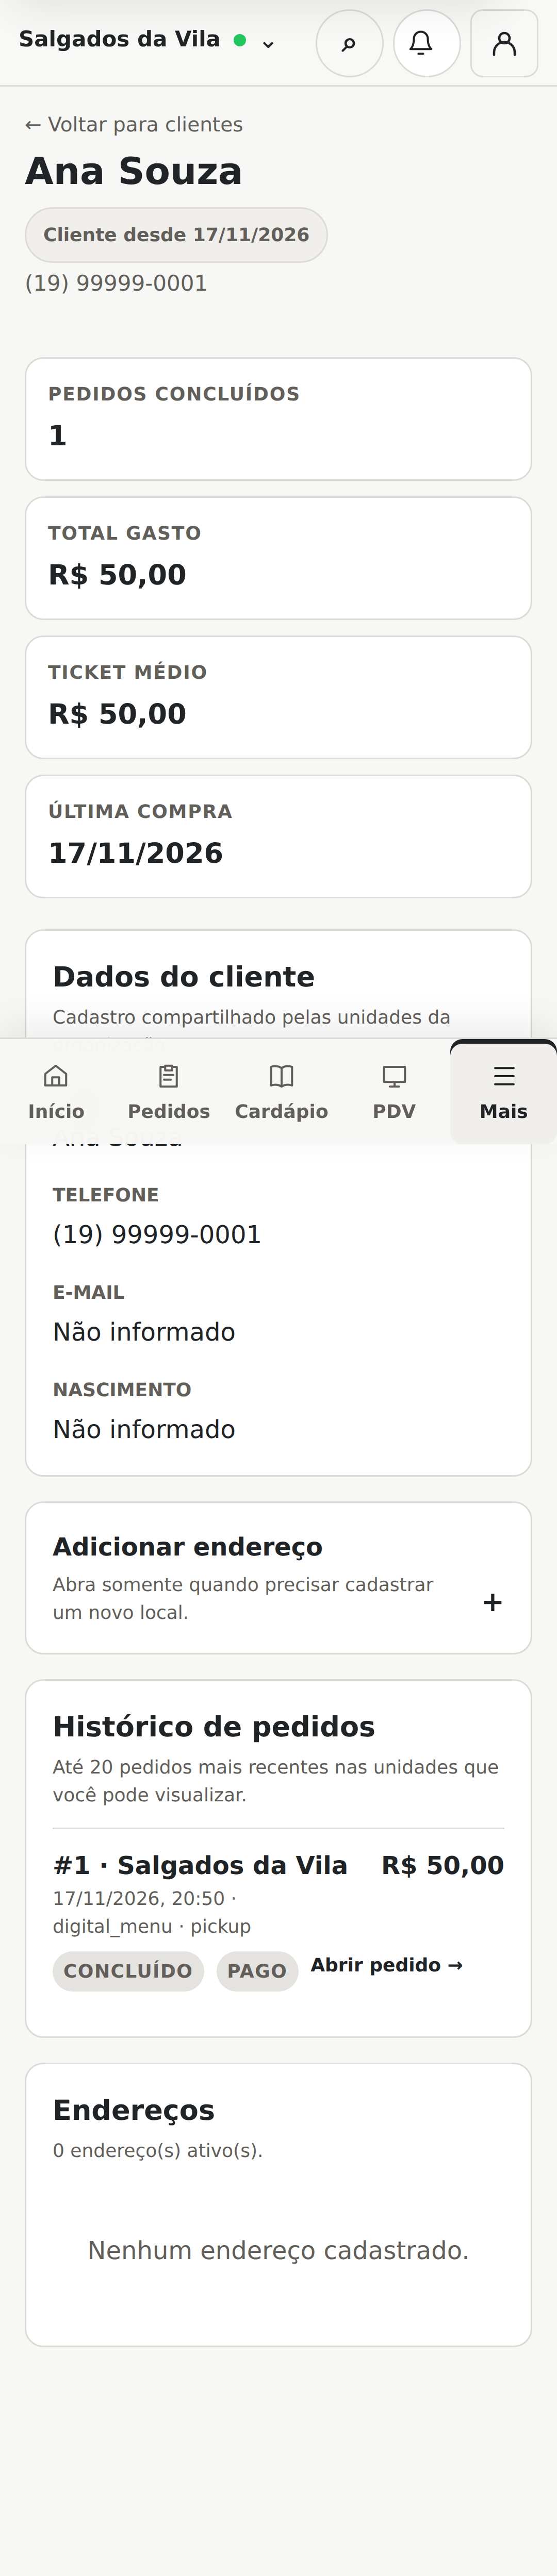 Salgados da Vila
← Voltar para clientes
Ana Souza
Cliente desde 17/11/2026
(19) 99999-0001
PEDIDOS CONCLUÍDOS
1
TOTAL GASTO
R$ 50,00
TICKET MÉDIO
R$ 50,00
ÚLTIMA COMPRA
17/11/2026
Dados do cliente
Cadastro compartilhado pelas unidades da
Início Pedidos Cardápio PDV Mais
Ana Souza
TELEFONE
(19) 99999-0001
E-MAIL
Não informado
NASCIMENTO
Não informado
Adicionar endereço
Abra somente quando precisar cadastrar
um novo local.
+
Histórico de pedidos
Até 20 pedidos mais recentes nas unidades que
você pode visualizar.
#1 · Salgados da Vila R$ 50,00
17/11/2026, 20:50 ·
digital_menu · pickup
CONCLUÍDO PAGO Abrir pedido →
Endereços
0 endereço(s) ativo(s).
Nenhum endereço cadastrado.